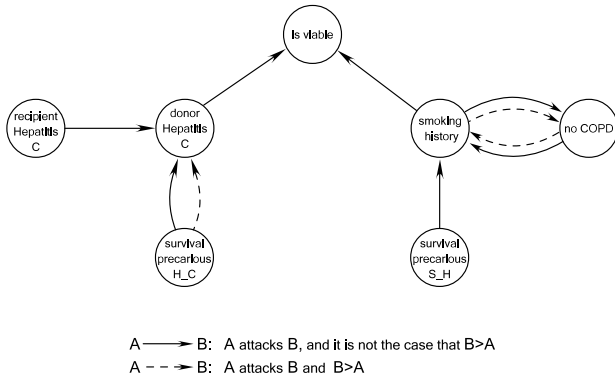 Is viable
recipient
Hepatitis
C
donor
Hepatitis
C
smoking
history
no COPD
survival
precarious
H_C
survival
precarious
S_H
A B: A attacks B, and it is not the case that B>A
A B: A attacks B and B>A